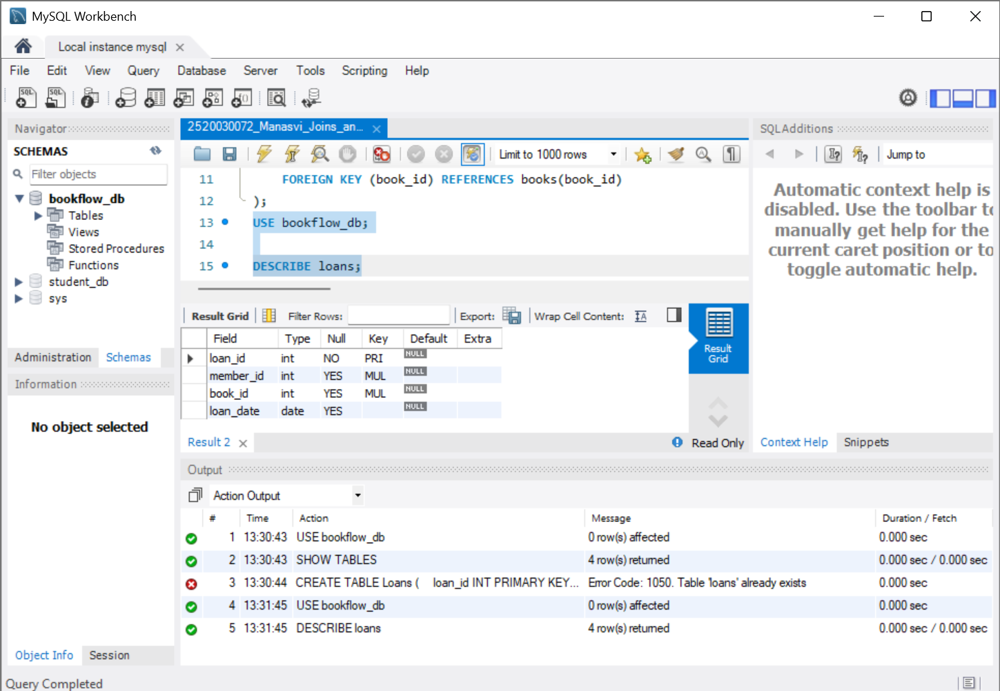 MySQL Workbench
Local instance mysql
File Edit View Query Database Server Tools Scripting Help
Navigator
SCHEMAS
Filter objects
bookflow_db
Tables
Views
Stored Procedures
Functions
student_db
sys
Administration Schemas
Information
No object selected
Object Info Session
2520030072_Manasvi_Joins_an...
Limit to 1000 rows
11 FOREIGN KEY (book_id) REFERENCES books(book_id)
12 );
13 USE bookflow_db;
14
15 DESCRIBE loans;
Result Grid Filter Rows: Export: Wrap Cell Content:
Field Type Null Key Default Extra
loan_id int NO PRI NULL
member_id int YES MUL NULL
book_id int YES MUL NULL
loan_date date YES NULL
Result Grid
Result 2 Read Only
SQLAdditions
Jump to
Automatic context help is
disabled. Use the toolbar to
manually get help for the
current caret position or to
toggle automatic help.
Context Help Snippets
Output
Action Output
# Time Action Message Duration / Fetch
1 13:30:43 USE bookflow_db 0 row(s) affected 0.000 sec
2 13:30:43 SHOW TABLES 4 row(s) returned 0.000 sec / 0.000 sec
3 13:30:44 CREATE TABLE Loans ( loan_id INT PRIMARY KEY... Error Code: 1050. Table 'loans' already exists 0.000 sec
4 13:31:45 USE bookflow_db 0 row(s) affected 0.000 sec
5 13:31:45 DESCRIBE loans 4 row(s) returned 0.000 sec / 0.000 sec
Query Completed